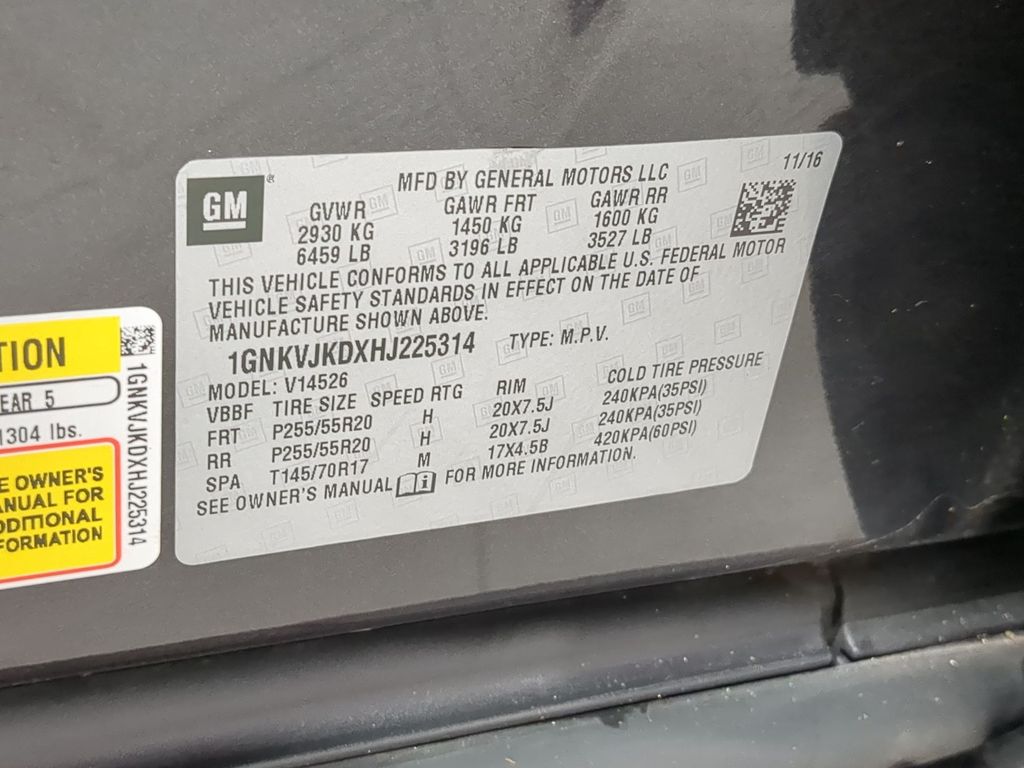 GM®
MFD BY GENERAL MOTORS LLC
11/16
GVWR GAWR FRT GAWR RR
2930 KG 1450 KG 1600 KG
6459 LB 3196 LB 3527 LB
THIS VEHICLE CONFORMS TO ALL APPLICABLE U.S. FEDERAL MOTOR
VEHICLE SAFETY STANDARDS IN EFFECT ON THE DATE OF
MANUFACTURE SHOWN ABOVE.
1GNKVJKDXHJ225314 TYPE: M.P.V.
MODEL: V14526
VBBF TIRE SIZE SPEED RTG RIM COLD TIRE PRESSURE
FRT P255/55R20 H 20X7.5J 240KPA(35PSI)
RR P255/55R20 H 20X7.5J 240KPA(35PSI)
SPA T145/70R17 M 17X4.5B 420KPA(60PSI)
SEE OWNER'S MANUAL FOR MORE INFORMATION.
TION
EAR 5
1304 lbs.
E OWNER'S
ANUAL FOR
DDITIONAL
FORMATION
1GNKVJKDXHJ225314